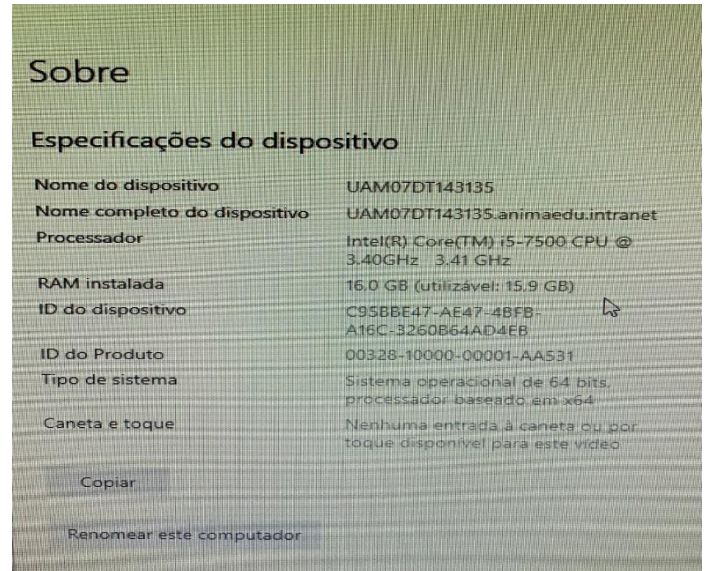 Sobre
Especificações do dispositivo
Nome do dispositivo UAM07DT143135
Nome completo do dispositivo UAM07DT143135.animaedu.intranet
Processador Intel(R) Core(TM) i5-7500 CPU @
3.40GHz 3.41 GHz
RAM instalada 16,0 GB (utilizável: 15,9 GB)
ID do dispositivo C95BBE47-AE47-4BFB-
A16C-3260B64AD4EB
ID do Produto 00328-10000-00001-AA531
Tipo de sistema Sistema operacional de 64 bits,
processador baseado em x64
Caneta e toque Nenhuma entrada à caneta ou por
toque disponível para este vídeo
Copiar
Renomear este computador